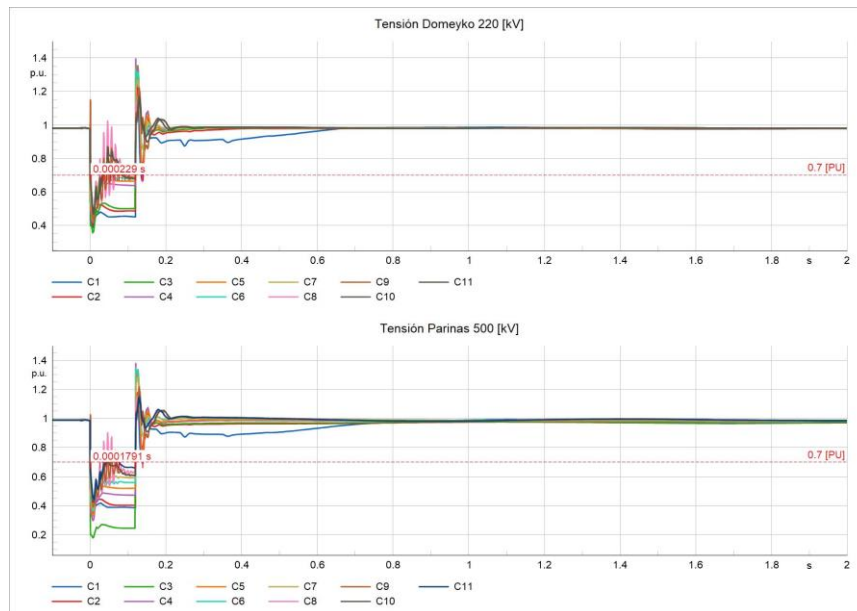 Tensión Domeyko 220 [kV]
1.4
p.u.
1.2
1
0.8
0.000229 s
0.7 [PU]
0.6
0.4
0 0.2 0.4 0.6 0.8 1 1.2 1.4 1.6 1.8 s 2
C1 C3 C5 C7 C9 C11
C2 C4 C6 C8 C10
Tensión Parinas 500 [kV]
1.4
p.u.
1.2
1
0.8
0.0001791 s
0.7 [PU]
0.6
0.4
0.2
0 0.2 0.4 0.6 0.8 1 1.2 1.4 1.6 1.8 s 2
C1 C3 C5 C7 C9 C11
C2 C4 C6 C8 C10